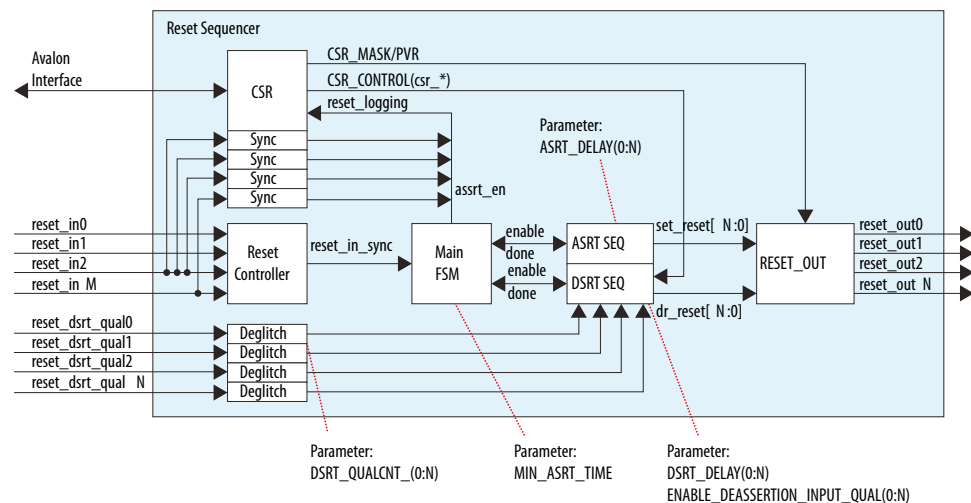 Reset Sequencer
Avalon
Interface
CSR
CSR_MASK/PVR
CSR_CONTROL(csr_*)
reset_logging
Sync
Sync
Sync
Sync
Parameter:
ASRT_DELAY(0:N)
assrt_en
reset_in0
reset_in1
reset_in2
reset_in M
Reset
Controller
reset_in_sync
Main
FSM
enable
done
enable
done
ASRT SEQ
DSRT SEQ
set_reset[ N:0]
dr_reset[ N:0]
RESET_OUT
reset_out0
reset_out1
reset_out2
reset_out N
reset_dsrt_qual0
reset_dsrt_qual1
reset_dsrt_qual2
reset_dsrt_qual N
Deglitch
Deglitch
Deglitch
Deglitch
Parameter:
DSRT_QUALCNT_(0:N)
Parameter:
MIN_ASRT_TIME
Parameter:
DSRT_DELAY(0:N)
ENABLE_DEASSERTION_INPUT_QUAL(0:N)